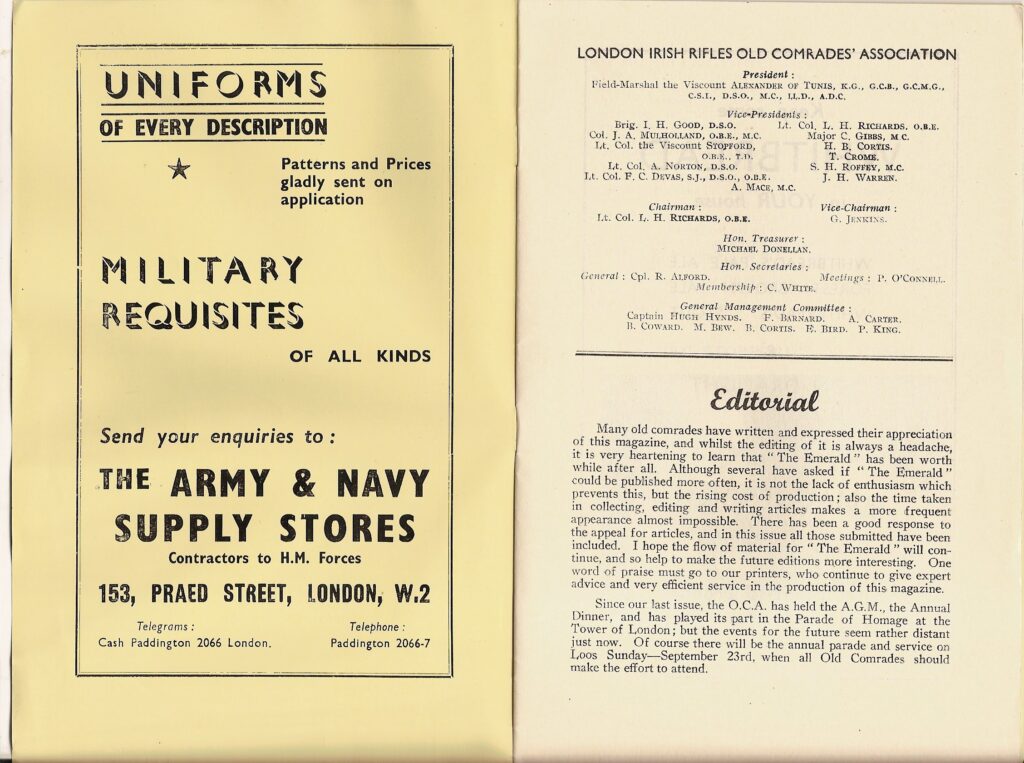 UNIFORMS
OF EVERY DESCRIPTION
Patterns and Prices
gladly sent on
application
MILITARY
REQUISITES
OF ALL KINDS
Send your enquiries to :
THE ARMY & NAVY
SUPPLY STORES
Contractors to H.M. Forces
153, PRAED STREET, LONDON, W.2
Telegrams : Telephone :
Cash Paddington 2066 London. Paddington 2066-7
LONDON IRISH RIFLES OLD COMRADES' ASSOCIATION
President :
Field-Marshal the Viscount ALEXANDER OF TUNIS, K.G., G.C.B., G.C.M.G.,
C.S.I., D.S.O., M.C., LL.D., A.D.C.
Vice-Presidents :
Brig. I. H. GOOD, D.S.O. Lt. Col. L. H. RICHARDS, O.B.E.
Col. J. A. MULHOLLAND, O.B.E., M.C. Major C. GIBBS, M C.
Lt. Col. the Viscount STOPFORD, H. B. CORTIS.
O.B.E., T.D. T. CROME.
Lt. Col. A. NORTON, D.S.O. S. H. ROFFEY, M.C.
Lt. Col. F. C. DEVAS, S.J., D.S.O., O.B.E. J. H. WARREN.
A. MACE, M.C.
Chairman : Vice-Chairman :
Lt. Col. L. H. RICHARDS, O.B.E. G. JENKINS.
Hon. Treasurer :
MICHAEL DONELLAN.
Hon. Secretaries :
General : Cpl. R. ALFORD. Meetings : P. O'CONNELL.
Membership : C. WHITE.
General Management Committee :
Captain HUGH HYNDS. F. BARNARD. A. CARTER.
B. COWARD. M. BEW. B. CORTIS. E. BIRD. P. KING.
Editorial
Many old comrades have written and expressed their appreciation
of this magazine, and whilst the editing of it is always a headache,
it is very heartening to learn that " The Emerald " has been worth
while after all. Although several have asked if " The Emerald "
could be published more often, it is not the lack of enthusiasm which
prevents this, but the rising cost of production ; also the time taken
in collecting, editing and writing articles makes a more frequent
appearance almost impossible. There has been a good response to
the appeal for articles, and in this issue all those submitted have been
included. I hope the flow of material for " The Emerald " will con-
tinue, and so help to make the future editions more interesting. One
word of praise must go to our printers, who continue to give expert
advice and very efficient service in the production of this magazine.
Since our last issue, the O.C.A. has held the A.G.M., the Annual
Dinner, and has played its part in the Parade of Homage at the
Tower of London; but the events for the future seem rather distant
just now. Of course there will be the annual parade and service on
Loos Sunday—September 23rd, when all Old Comrades should
make the effort to attend.